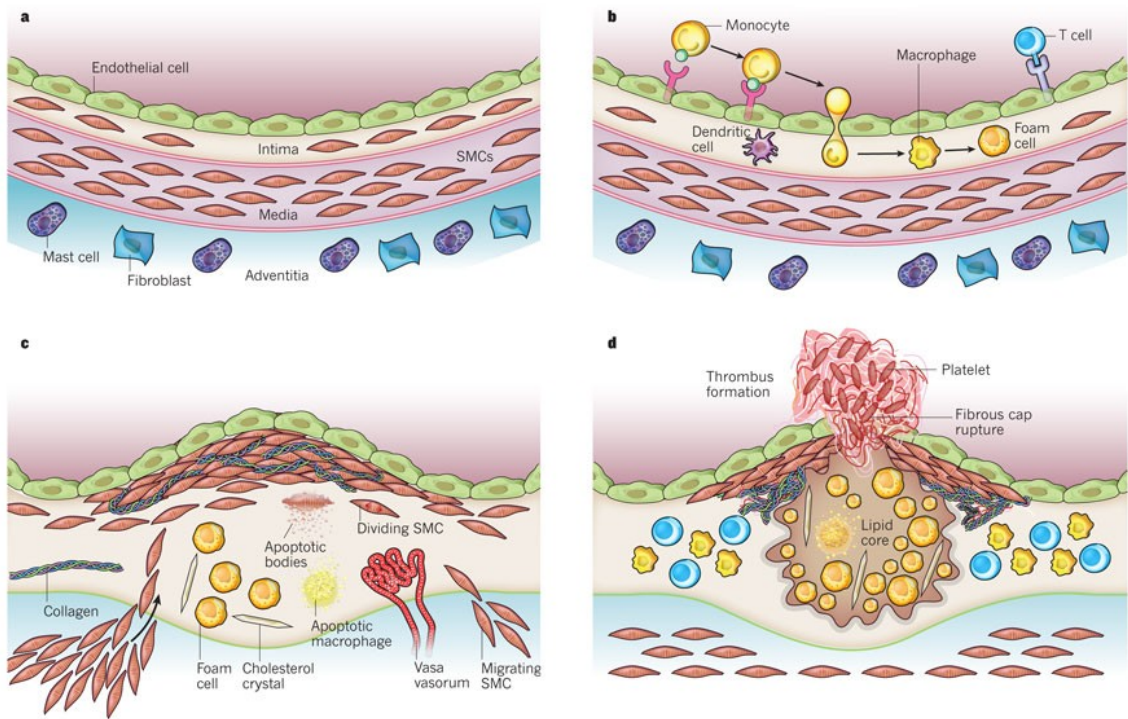 a
Endothelial cell
Intima
SMCs
Media
Mast cell
Fibroblast
Adventitia
b
Monocyte
Macrophage
T cell
Dendritic
cell
Foam
cell
c
Dividing SMC
Apoptotic
bodies
Collagen
Apoptotic
macrophage
Foam
cell
Cholesterol
crystal
Vasa
vasorum
Migrating
SMC
d
Thrombus
formation
Platelet
Fibrous cap
rupture
Lipid
core